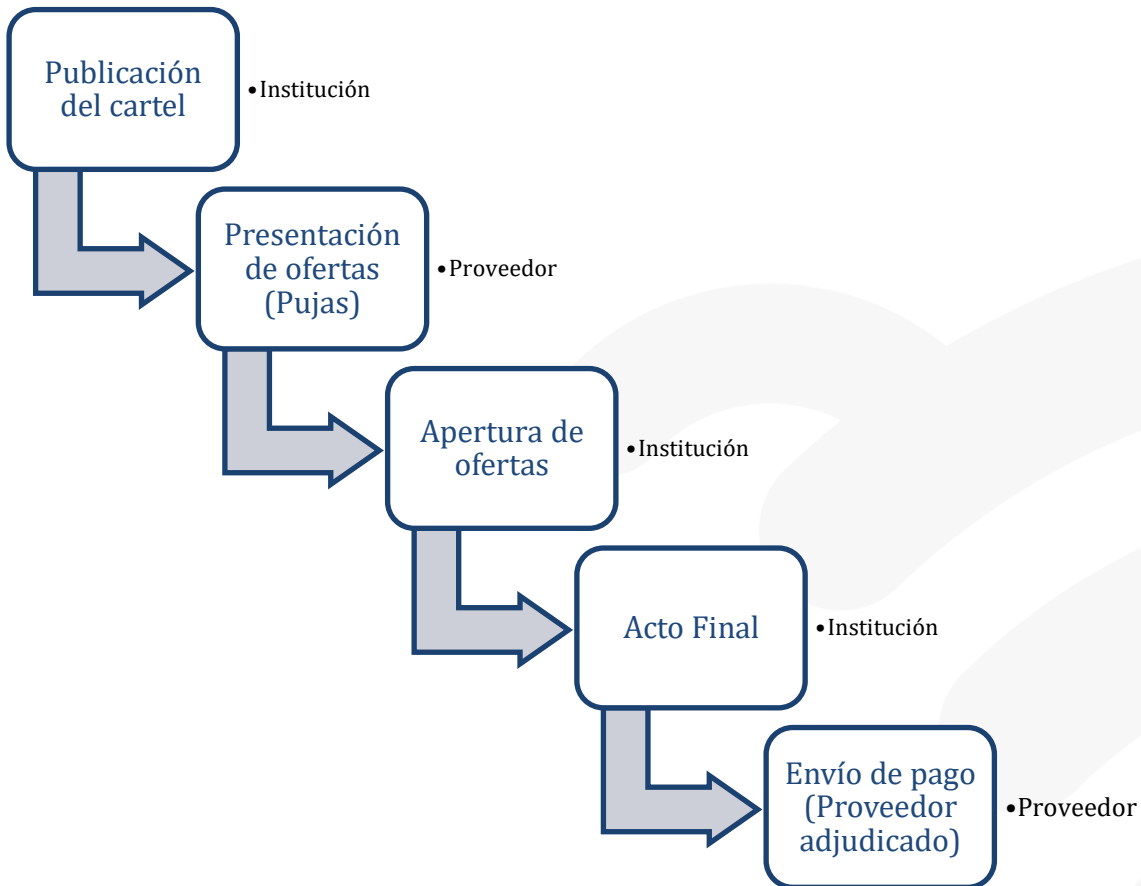 Publicación
del cartel
•Institución
Presentación
de ofertas
(Pujas)
•Proveedor
Apertura de
ofertas
•Institución
Acto Final
•Institución
Envío de pago
(Proveedor
adjudicado)
•Proveedor